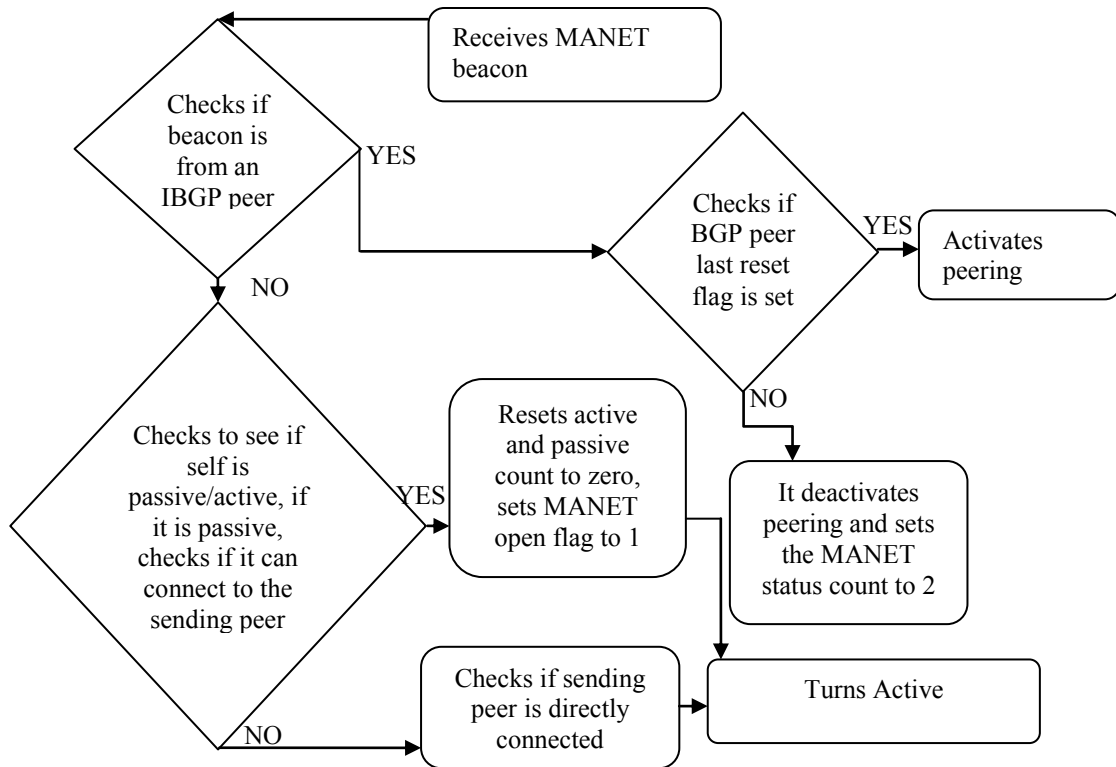 Receives MANET
beacon
Checks if
beacon is
from an
IBGP peer
YES
NO
Checks if
BGP peer
last reset
flag is set
YES
Activates
peering
NO
It deactivates
peering and sets
the MANET
status count to 2
Checks to see if
self is
passive/active, if
it is passive,
checks if it can
connect to the
sending peer
YES
Resets active
and passive
count to zero,
sets MANET
open flag to 1
NO
Checks if sending
peer is directly
connected
Turns Active